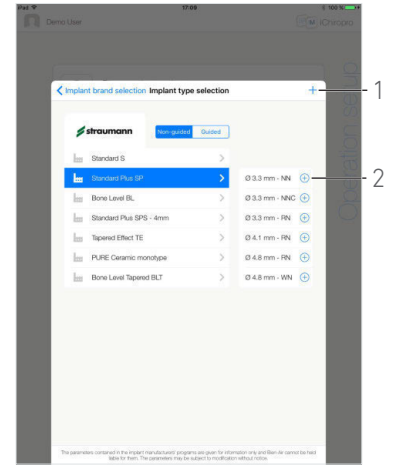 iPad 17:09 100 %
Demo User iChiropro
Operation setup
Implant brand selection Implant type selection + 1
straumann Non-guided Guided
Standard S
Standard Plus SP Ø 3.3 mm - NN 2
Bone Level BL Ø 3.3 mm - NNC
Standard Plus SPS - 4mm Ø 3.3 mm - RN
Tapered Effect TE Ø 4.1 mm - RN
PURE Ceramic monotype Ø 4.8 mm - RN
Bone Level Tapered BLT Ø 4.8 mm - WN
The parameters contained in the implant manufacturers' programs are given for information only and Bien Air cannot be held
liable for them. The parameters may be subject to modification without notice.